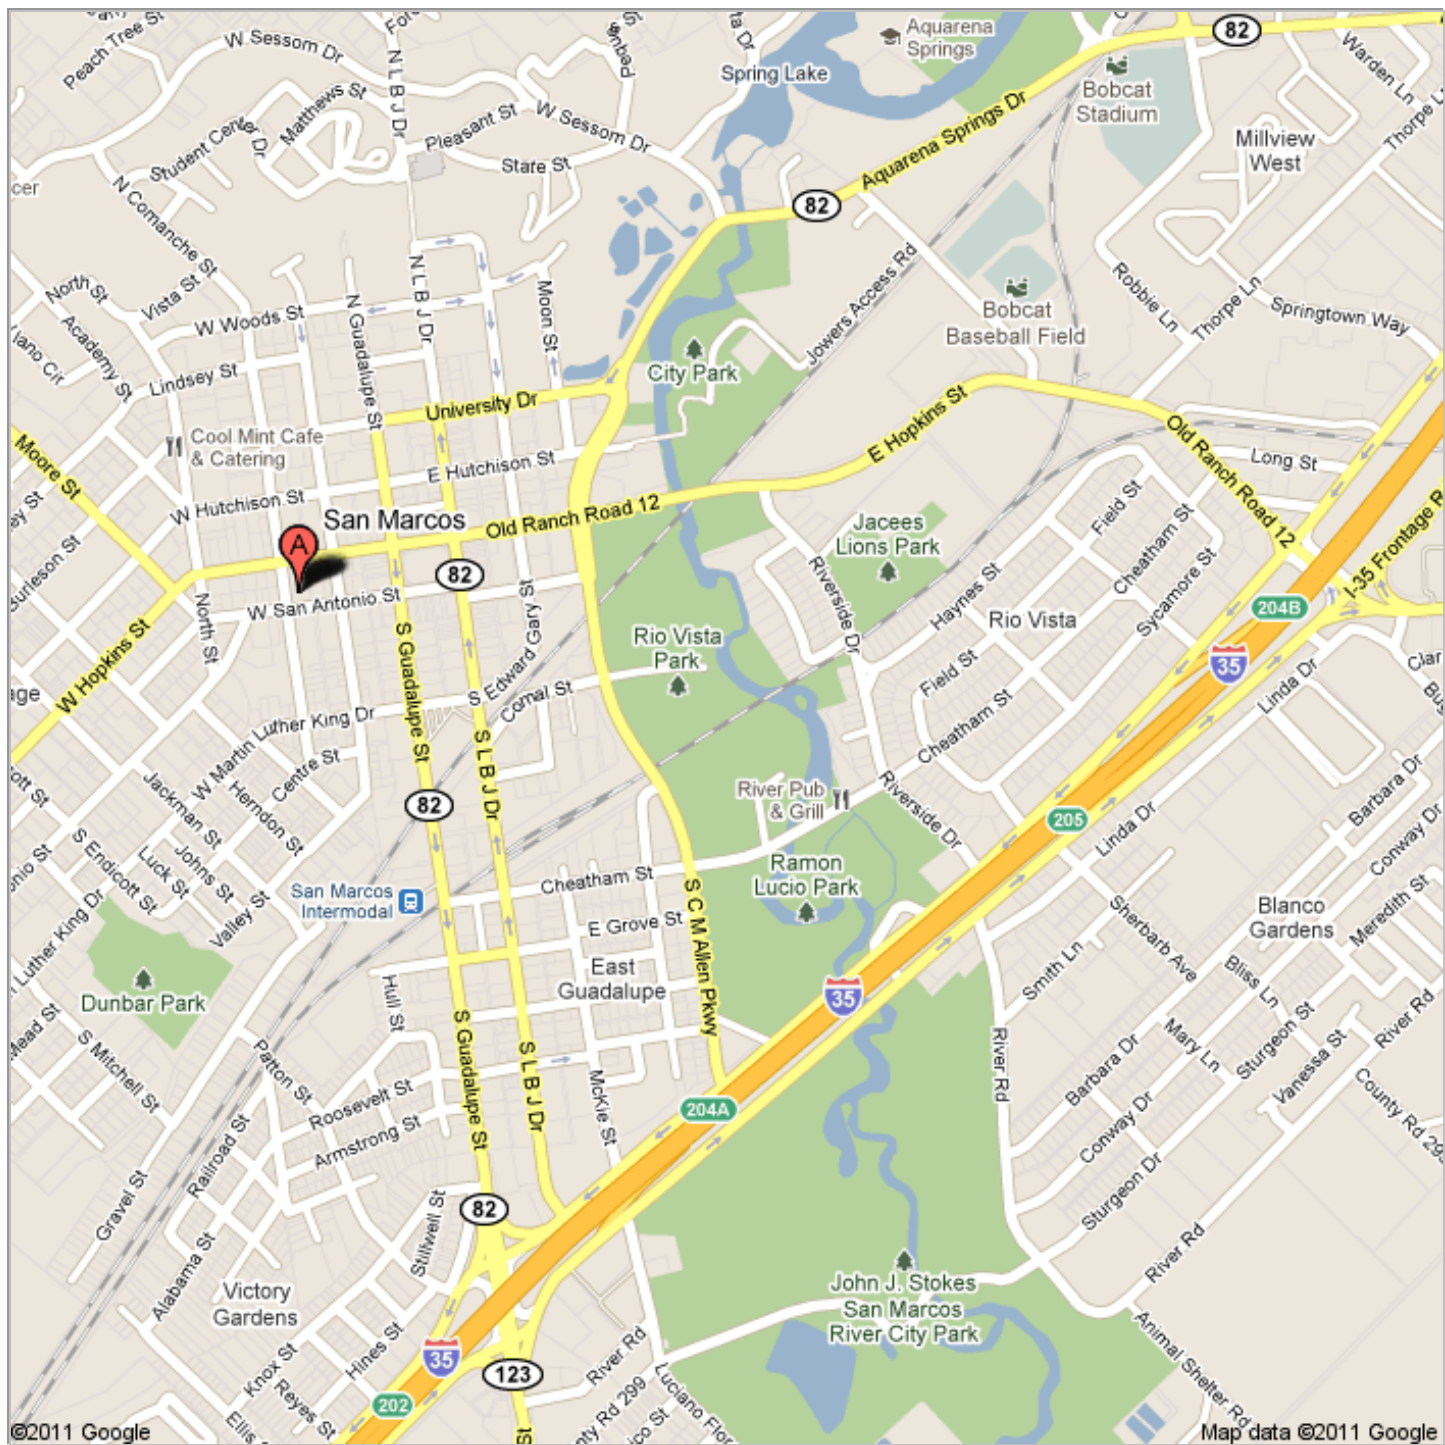 Peach Tree St
W Sessom Dr
N L B J Dr
Aquarena
Springs
82
Spring Lake
Bobcat
Stadium
Warden Ln
Thorpe Ln
Matthews St
Student Center Dr
Pleasant St
State St
W Sessom Dr
Aquarena Springs Dr
Millview
West
cer
N Comanche St
82
North St
Vista St
W Woods St
N L B J Dr
Moon St
Jowers Access Rd
Bobcat
Baseball Field
Robbie Ln
Thorpe Ln
Springtown Way
Academy St
Lindsey St
N Guadalupe St
City Park
University Dr
Cool Mint Cafe
& Catering
E Hutchison St
E Hopkins St
Old Ranch Road 12
Long St
Moore St
W Hutchison St
San Marcos
A
Old Ranch Road 12
Jacees
Lions Park
Field St
Cheatham St
Sycamore St
Haynes St
I-35 Frontage R
204B
82
W San Antonio St
North St
W Hopkins St
S Guadalupe St
S Edward Gary St
Riverside Dr
Rio Vista
Park
Rio Vista
35
Linda Dr
Clar
age
Field St
Comal St
W Martin Luther King Dr
Cheatham St
Centre St
Jackman St
Herndon St
S L B J Dr
82
River Pub
& Grill
Riverside Dr
205
Linda Dr
Barbara Dr
Conway Dr
S Endicott St
Luck St
Johns St
Valley St
San Marcos
Intermodal
Cheatham St
Ramon
Lucio Park
E Grove St
S C M Allen Pkwy
Sherbarb Ave
Blanco
Gardens
Meredith St
Luther King Dr
Dunbar Park
Hull St
East
Guadalupe
35
Smith Ln
Bliss Ln
Sturgeon St
River Rd
Mead St
S Mitchell St
Patton St
S Guadalupe St
S L B J Dr
River Rd
Mary Ln
Barbara Dr
Vanessa St
County Rd 299
Roosevelt St
Armstrong St
McKie St
204A
Conway Dr
Sturgeon Dr
Railroad St
Gravel St
82
Stillwell St
Alabama St
River Rd
Victory
Gardens
John J. Stokes
San Marcos
River City Park
Animal Shelter Rd
Hines St
Knox St
35
123
River Rd
Reyes St
202
Luciano Flor
©2011 Google
Map data ©2011 Google